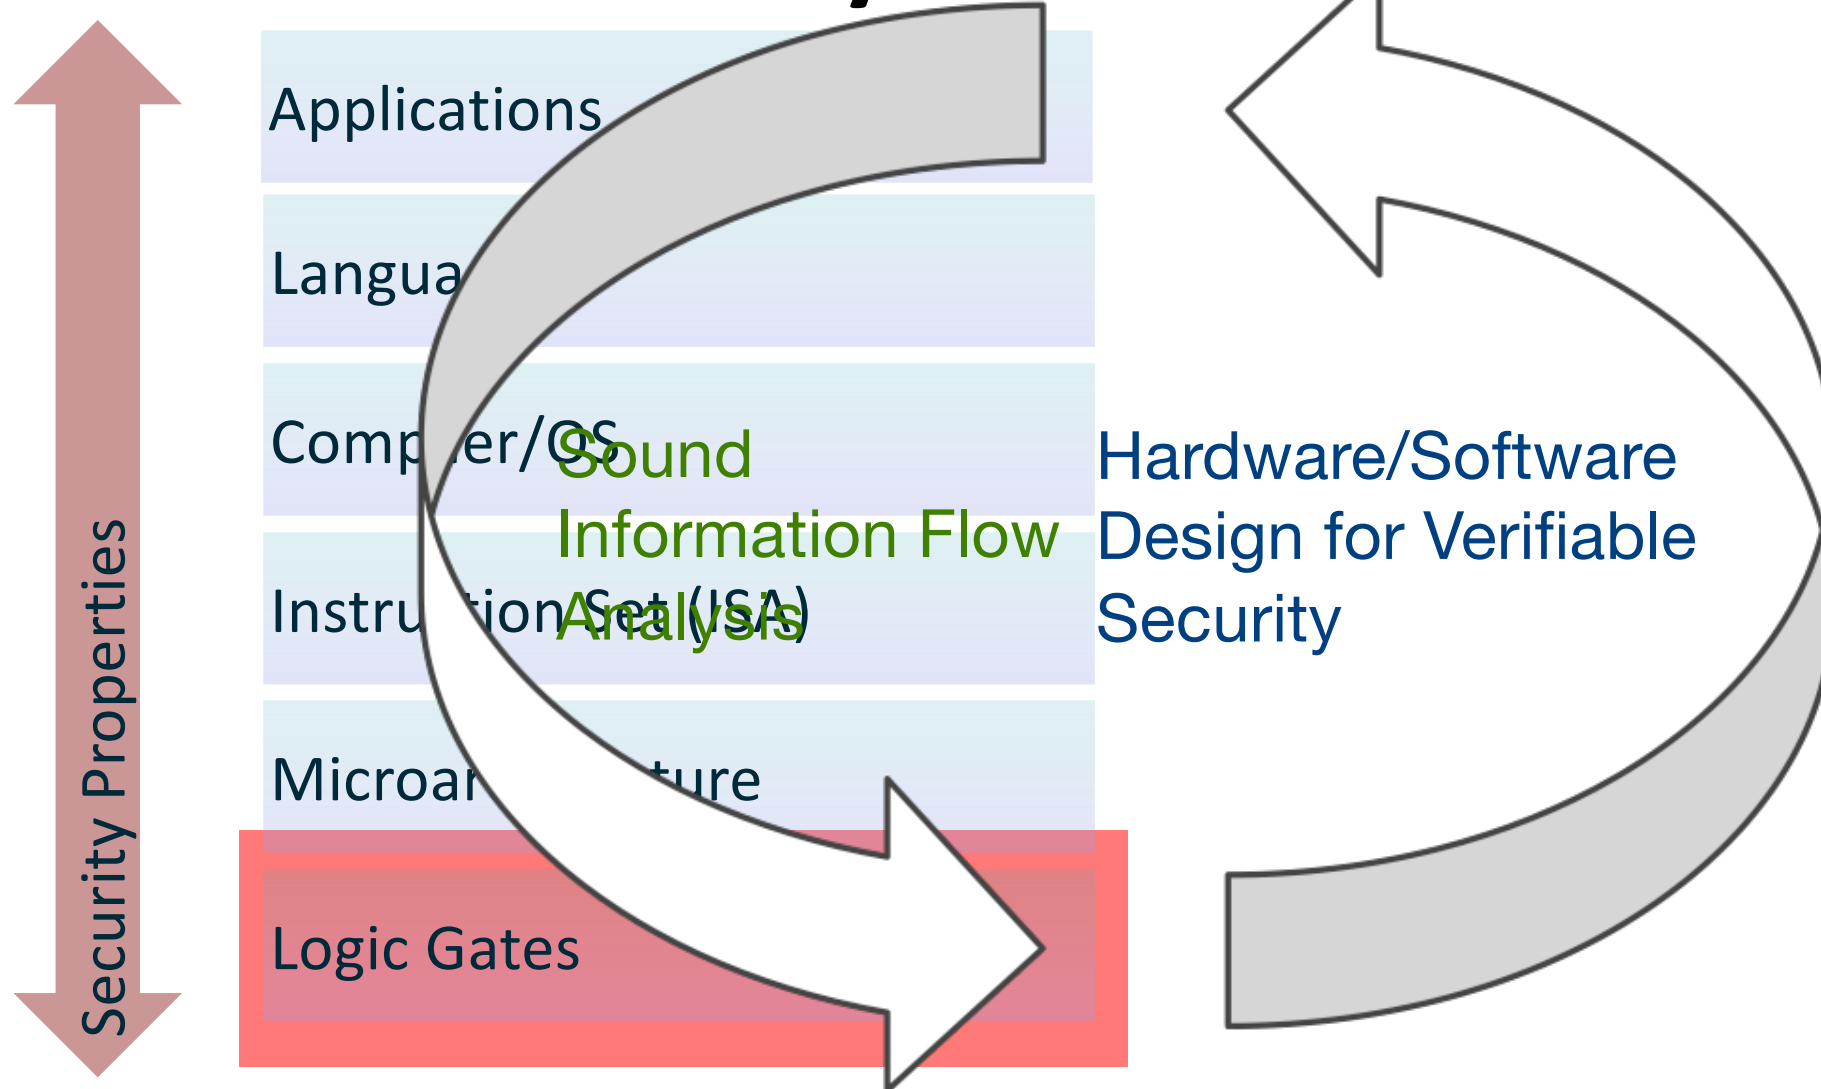 Applications
Langua
Comp er/OS
Sound
Information Flow
Analysis
Hardware/Software
Design for Verifiable
Security
Instru tion Set (ISA)
Microar ture
Logic Gates
Security Properties